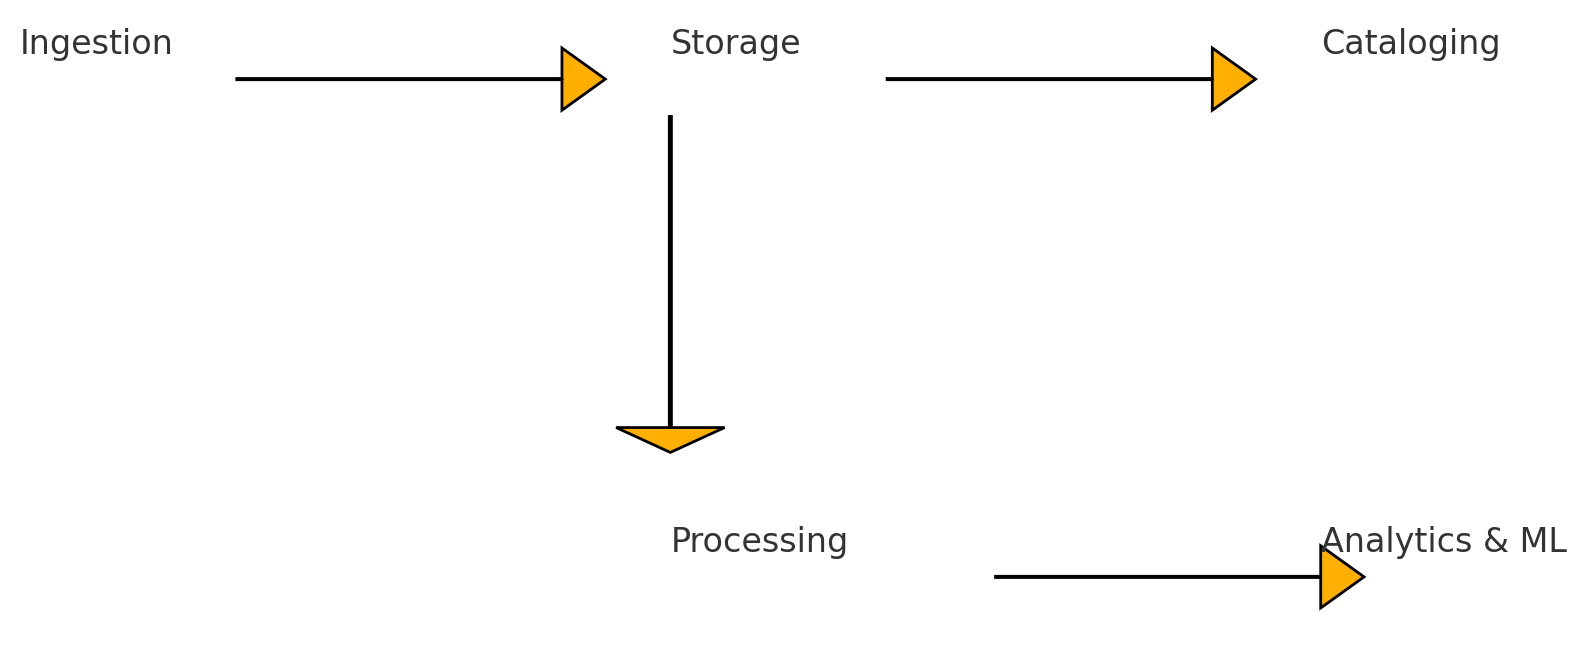 Ingestion
Storage
Cataloging
Processing
Analytics & ML